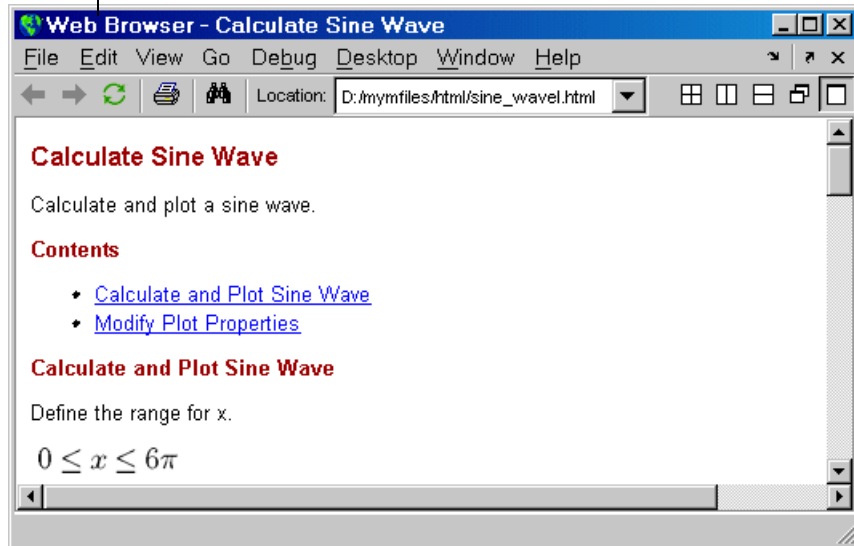 Web Browser - Calculate Sine Wave
File Edit View Go Debug Desktop Window Help
Location: D:/mymfiles/html/sine_wavel.html
Calculate Sine Wave
Calculate and plot a sine wave.
Contents
• Calculate and Plot Sine Wave
• Modify Plot Properties
Calculate and Plot Sine Wave
Define the range for x.
0 ≤ x ≤ 6π